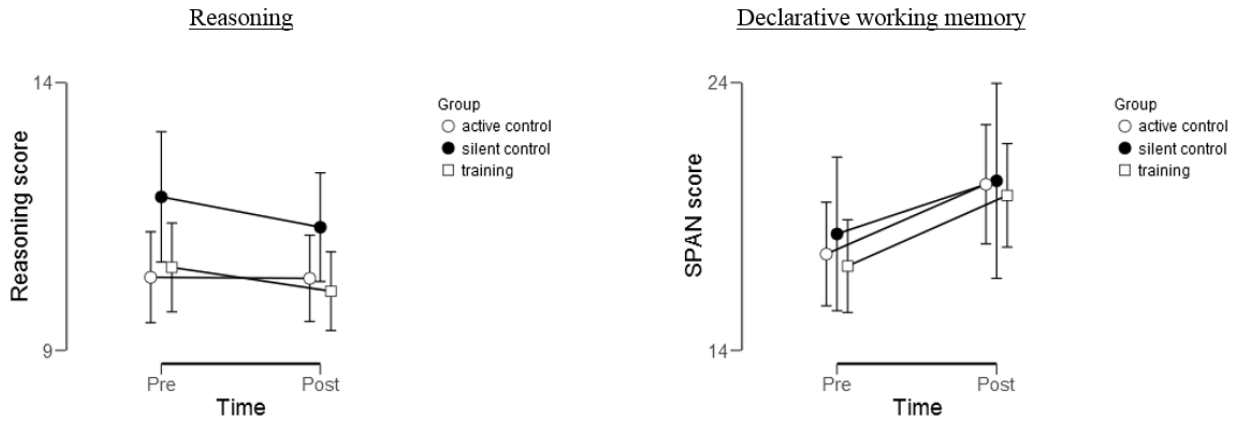 Reasoning
14
9
Reasoning score
Pre
Post
Time
Group
active control
silent control
training
Declarative working memory
24
14
SPAN score
Pre
Post
Time
Group
active control
silent control
training